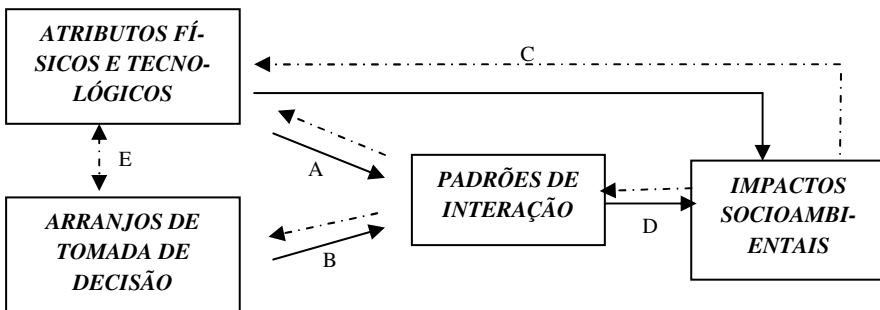 ATRIBUTOS FÍ-
SICOS E TECNO-
LÓGICOS
C
E
A
PADRÕES DE
INTERAÇÃO
IMPACTOS
SOCIOAMBI-
ENTAIS
D
ARRANJOS DE
TOMADA DE
DECISÃO
B